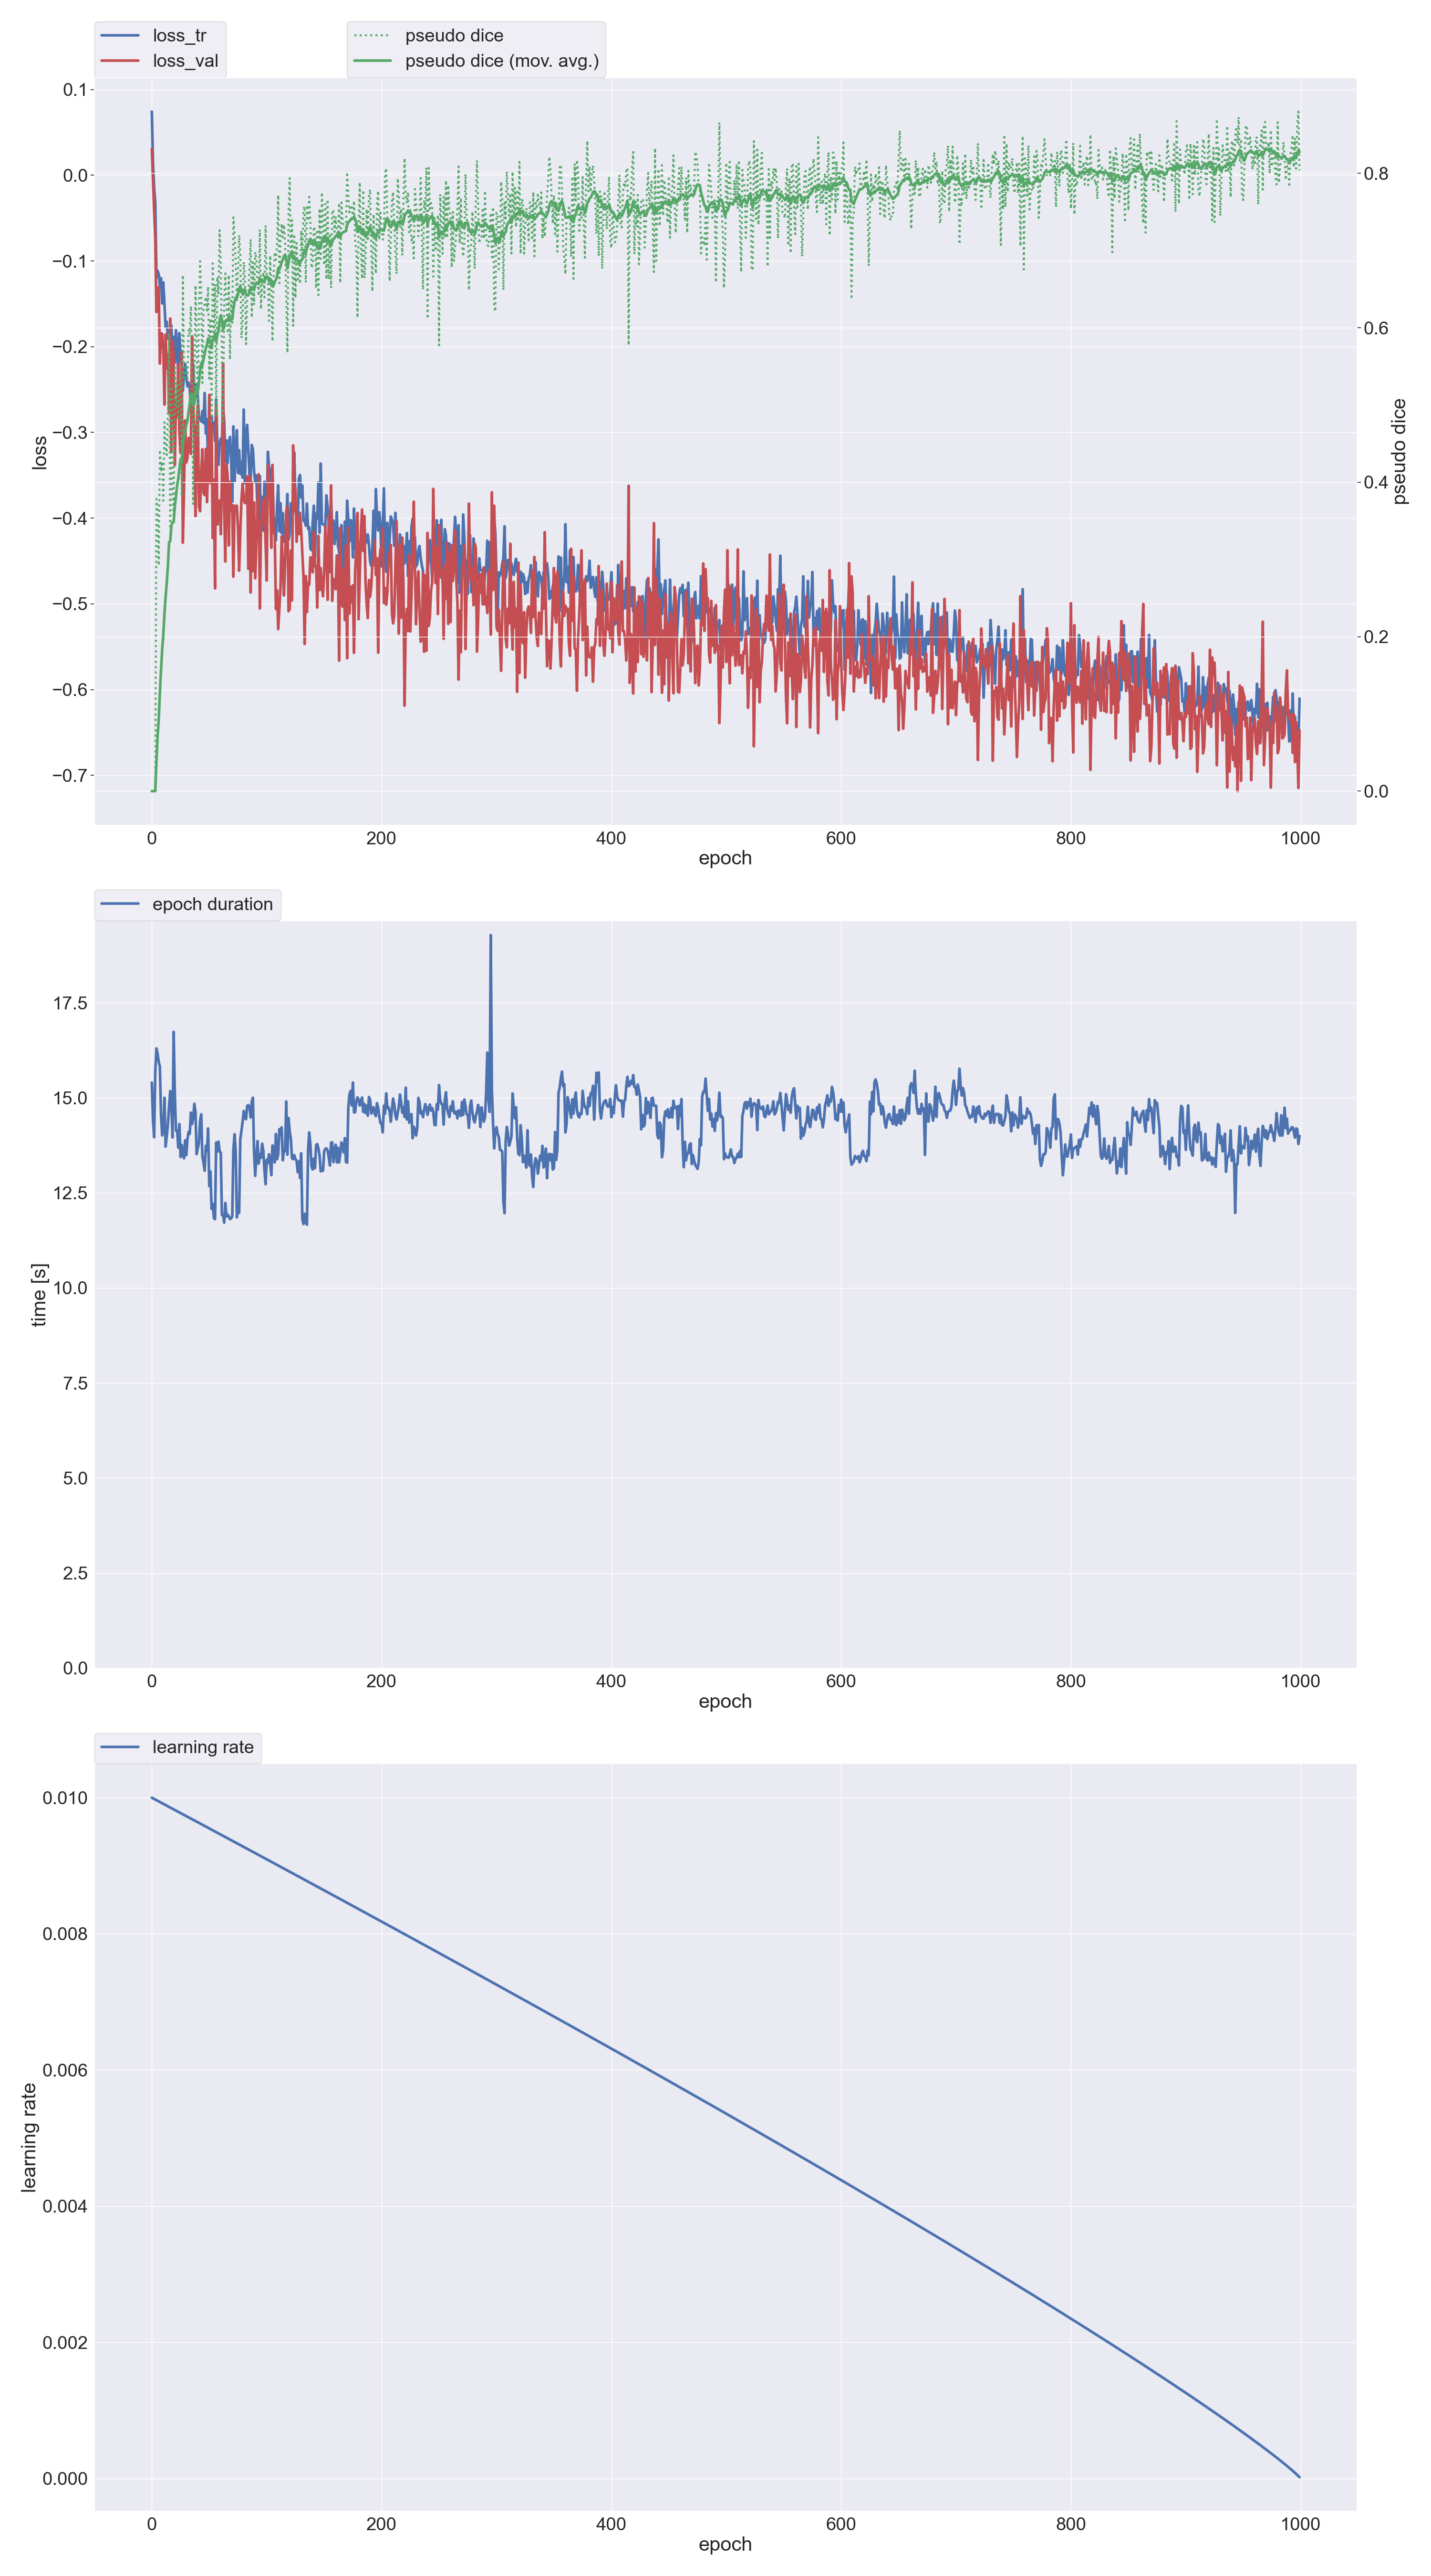 loss_tr
loss_val
pseudo dice
pseudo dice (mov. avg.)
0.1
0.0
−0.1
−0.2
−0.3
−0.4
−0.5
−0.6
−0.7
loss
0.8
0.6
0.4
0.2
0.0
pseudo dice
0 200 400 600 800 1000
epoch
epoch duration
17.5
15.0
12.5
10.0
7.5
5.0
2.5
0.0
time [s]
0 200 400 600 800 1000
epoch
learning rate
0.010
0.008
0.006
0.004
0.002
0.000
learning rate
0 200 400 600 800 1000
epoch